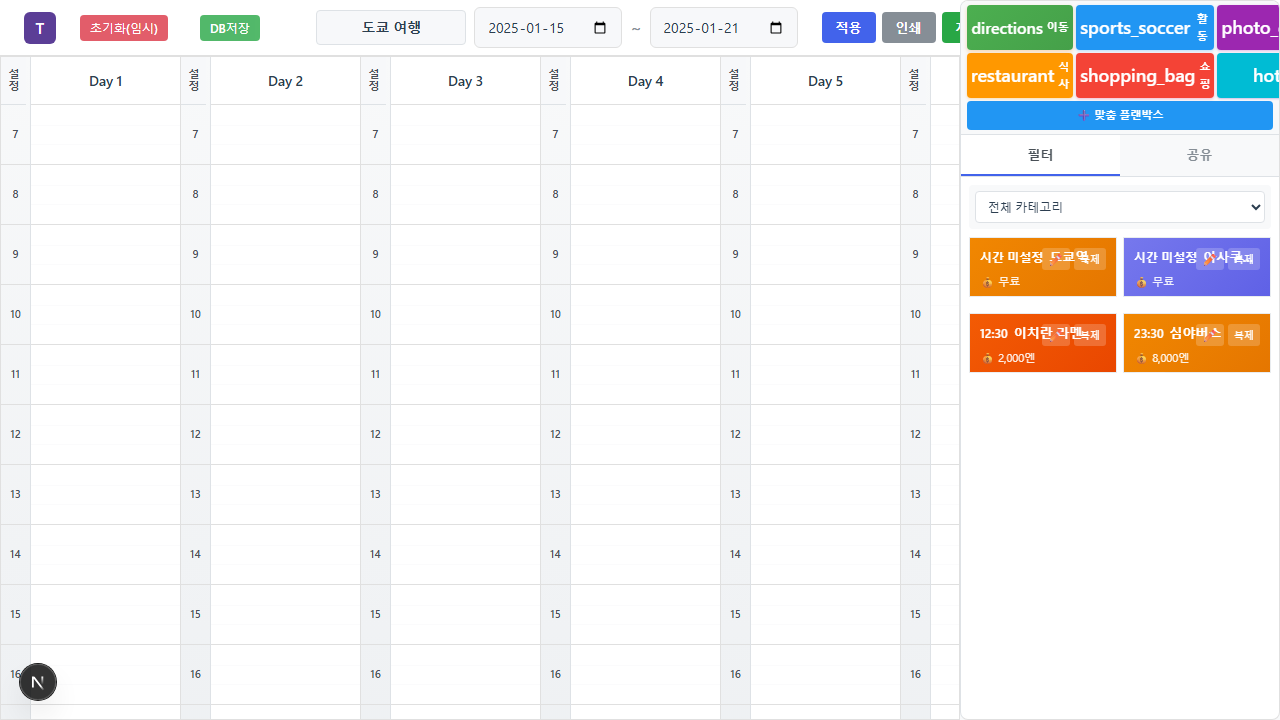 T 초기화(임시) DB저장 도쿄 여행 2025-01-15 ~ 2025-01-21 적용 인쇄
directions 이동 sports_soccer 활동
restaurant 식사 shopping_bag 쇼핑
➕ 맞춤 플랜박스
필터 공유
전체 카테고리
시간 미설정 도쿄역 복제
💰 무료
시간 미설정 아사쿠 복제
💰 무료
12:30 이치란 라멘 복제
💰 2,000엔
23:30 심야버스 복제
💰 8,000엔
설정 Day 1 설정 Day 2 설정 Day 3 설정 Day 4 설정 Day 5 설정
7 7 7 7 7 7
8 8 8 8 8 8
9 9 9 9 9 9
10 10 10 10 10 10
11 11 11 11 11 11
12 12 12 12 12 12
13 13 13 13 13 13
14 14 14 14 14 14
15 15 15 15 15 15
16 16 16 16 16 16
N